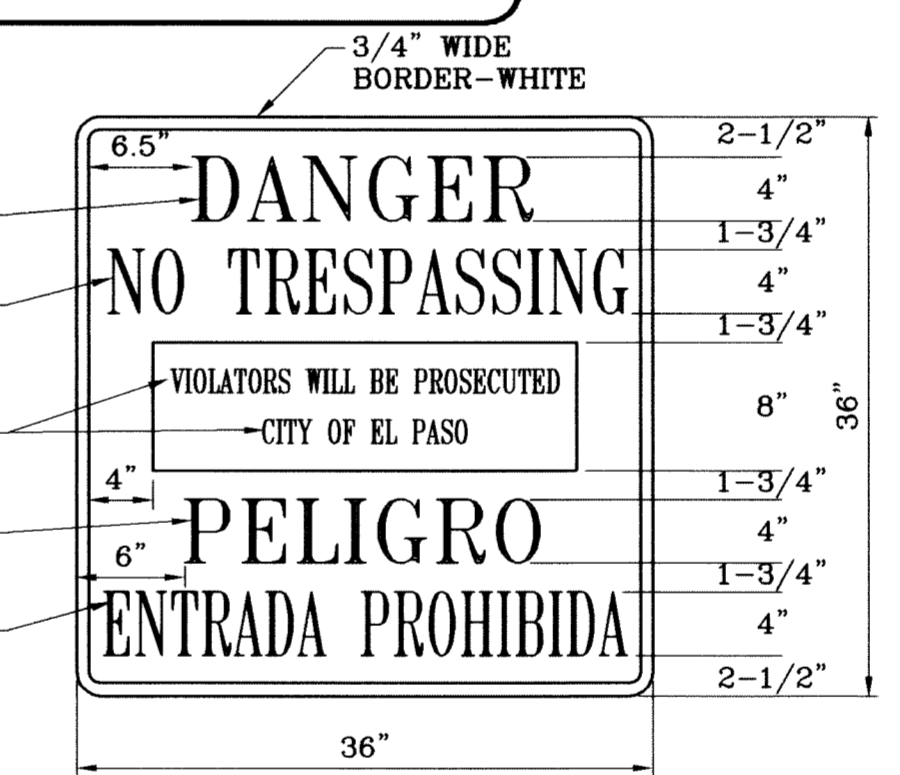 3/4" WIDE
BORDER-WHITE
6.5"
DANGER
NO TRESPASSING
VIOLATORS WILL BE PROSECUTED
CITY OF EL PASO
4"
PELIGRO
6"
ENTRADA PROHIBIDA
2-1/2"
4"
1-3/4"
4"
1-3/4"
8"
1-3/4"
4"
1-3/4"
4"
2-1/2"
36"
36"